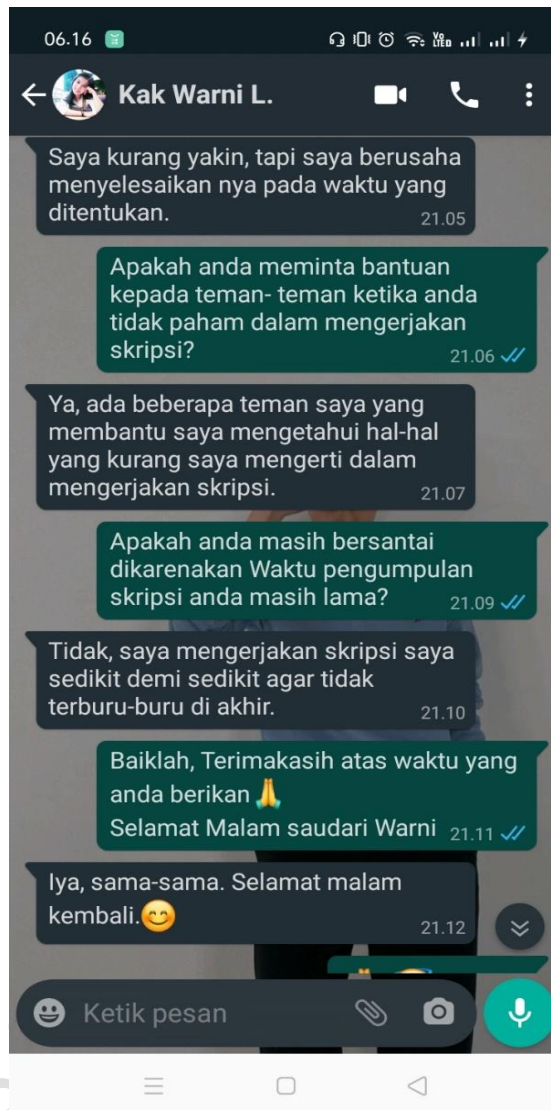 06.16
Kak Warni L.
Saya kurang yakin, tapi saya berusaha
menyelesaikan nya pada waktu yang
ditentukan.
21.05
Apakah anda meminta bantuan
kepada teman- teman ketika anda
tidak paham dalam mengerjakan
skripsi?
21.06
Ya, ada beberapa teman saya yang
membantu saya mengetahui hal-hal
yang kurang saya mengerti dalam
mengerjakan skripsi.
21.07
Apakah anda masih bersantai
dikarenakan Waktu pengumpulan
skripsi anda masih lama?
21.09
Tidak, saya mengerjakan skripsi saya
sedikit demi sedikit agar tidak
terburu-buru di akhir.
21.10
Baiklah, Terimakasih atas waktu yang
anda berikan 🙏
Selamat Malam saudari Warni
21.11
Iya, sama-sama. Selamat malam
kembali.😊
21.12
Ketik pesan